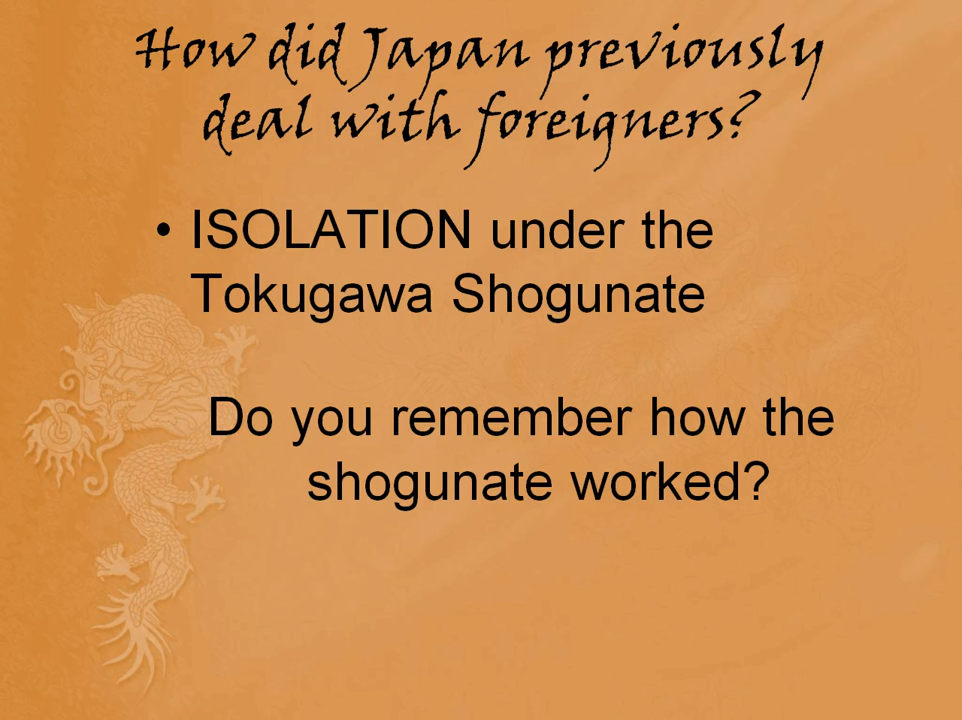 How did Japan previously
deal with foreigners?
• ISOLATION under the
Tokugawa Shogunate
Do you remember how the
shogunate worked?